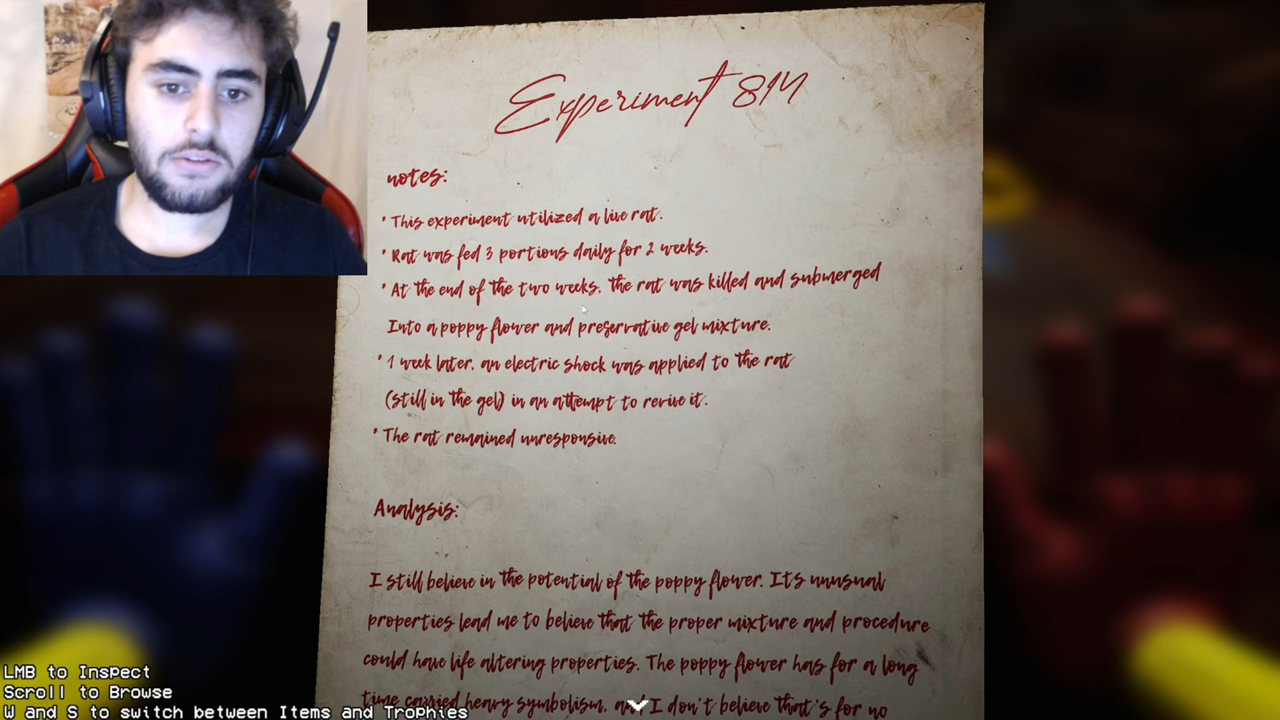 Experiment 814
notes:
* This experiment utilized a live rat.
* Rat was fed 3 portions daily for 2 weeks.
* At the end of the two weeks, the rat was killed and submerged
Into a poppy flower and preservative gel mixture.
* 1 week later, an electric shock was applied to the rat
(still in the gel) in an attempt to revive it.
* The rat remained unresponsive.
Analysis:
I still believe in the potential of the poppy flower. Its unusual
properties lead me to believe that the proper mixture and procedure
could have life altering properties. The poppy flower has for a long
time carried heavy symbolism, and I don't believe that's for no
LMB to Inspect
Scroll to Browse
W and S to switch between Items and Trophies